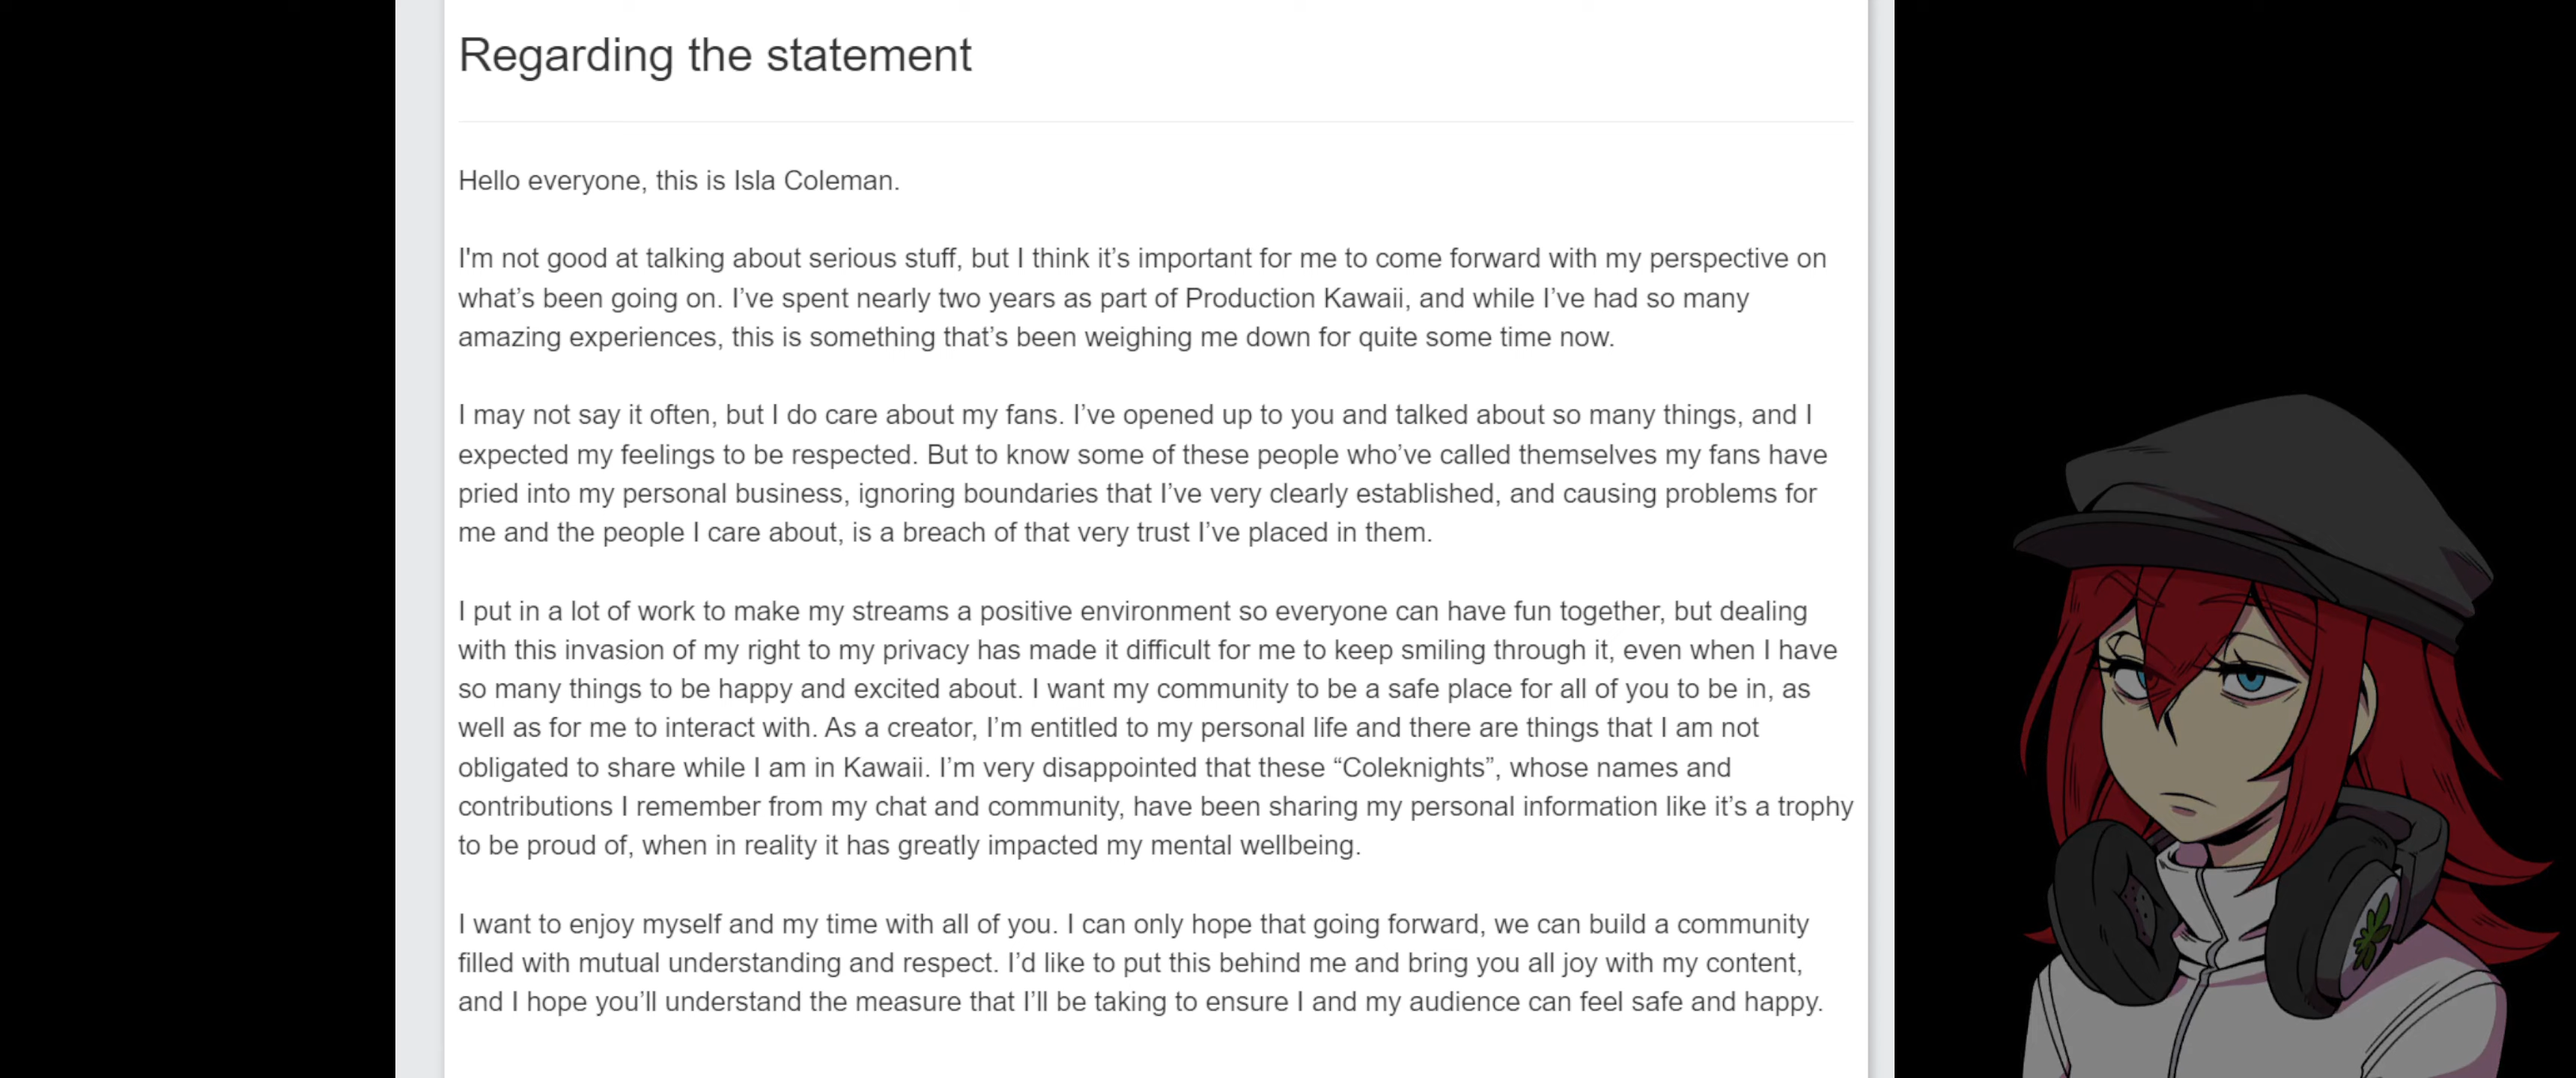 Regarding the statement
Hello everyone, this is Isla Coleman.
I'm not good at talking about serious stuff, but I think it’s important for me to come forward with my perspective on
what’s been going on. I’ve spent nearly two years as part of Production Kawaii, and while I’ve had so many
amazing experiences, this is something that’s been weighing me down for quite some time now.
I may not say it often, but I do care about my fans. I’ve opened up to you and talked about so many things, and I
expected my feelings to be respected. But to know some of these people who’ve called themselves my fans have
pried into my personal business, ignoring boundaries that I’ve very clearly established, and causing problems for
me and the people I care about, is a breach of that very trust I’ve placed in them.
I put in a lot of work to make my streams a positive environment so everyone can have fun together, but dealing
with this invasion of my right to my privacy has made it difficult for me to keep smiling through it, even when I have
so many things to be happy and excited about. I want my community to be a safe place for all of you to be in, as
well as for me to interact with. As a creator, I’m entitled to my personal life and there are things that I am not
obligated to share while I am in Kawaii. I’m very disappointed that these “Coleknights”, whose names and
contributions I remember from my chat and community, have been sharing my personal information like it’s a trophy
to be proud of, when in reality it has greatly impacted my mental wellbeing.
I want to enjoy myself and my time with all of you. I can only hope that going forward, we can build a community
filled with mutual understanding and respect. I’d like to put this behind me and bring you all joy with my content,
and I hope you’ll understand the measure that I’ll be taking to ensure I and my audience can feel safe and happy.